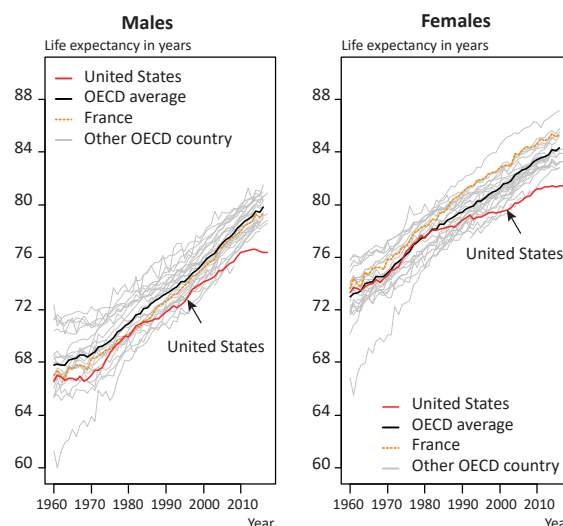 Males
Life expectancy in years
United States
OECD average
France
Other OECD country
88
84
80
76
72
68
64
60
United States
1960 1970 1980 1990 2000 2010
Year
Females
Life expectancy in years
88
84
80
76
72
68
64
60
United States
United States
OECD average
France
Other OECD country
1960 1970 1980 1990 2000 2010
Year